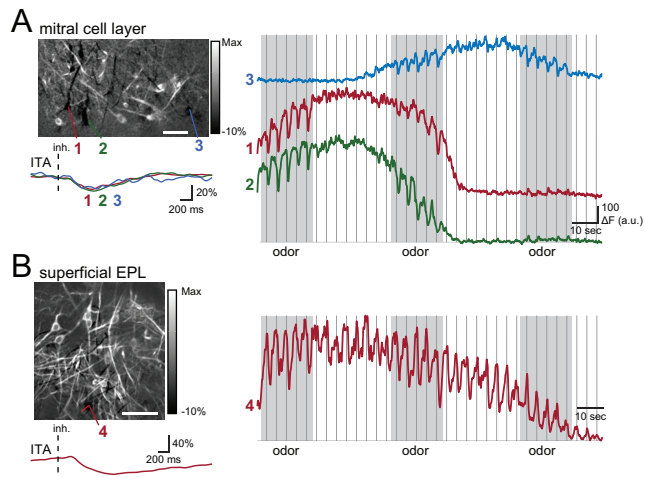 A
mitral cell layer
Max
-10%
1 2 3
ITA
inh.
1 2 3
20%
200 ms
3
1
2
100
ΔF (a.u.)
10 sec
odor odor odor
B
superficial EPL
Max
-10%
4
ITA
inh.
40%
200 ms
4
10 sec
odor odor odor